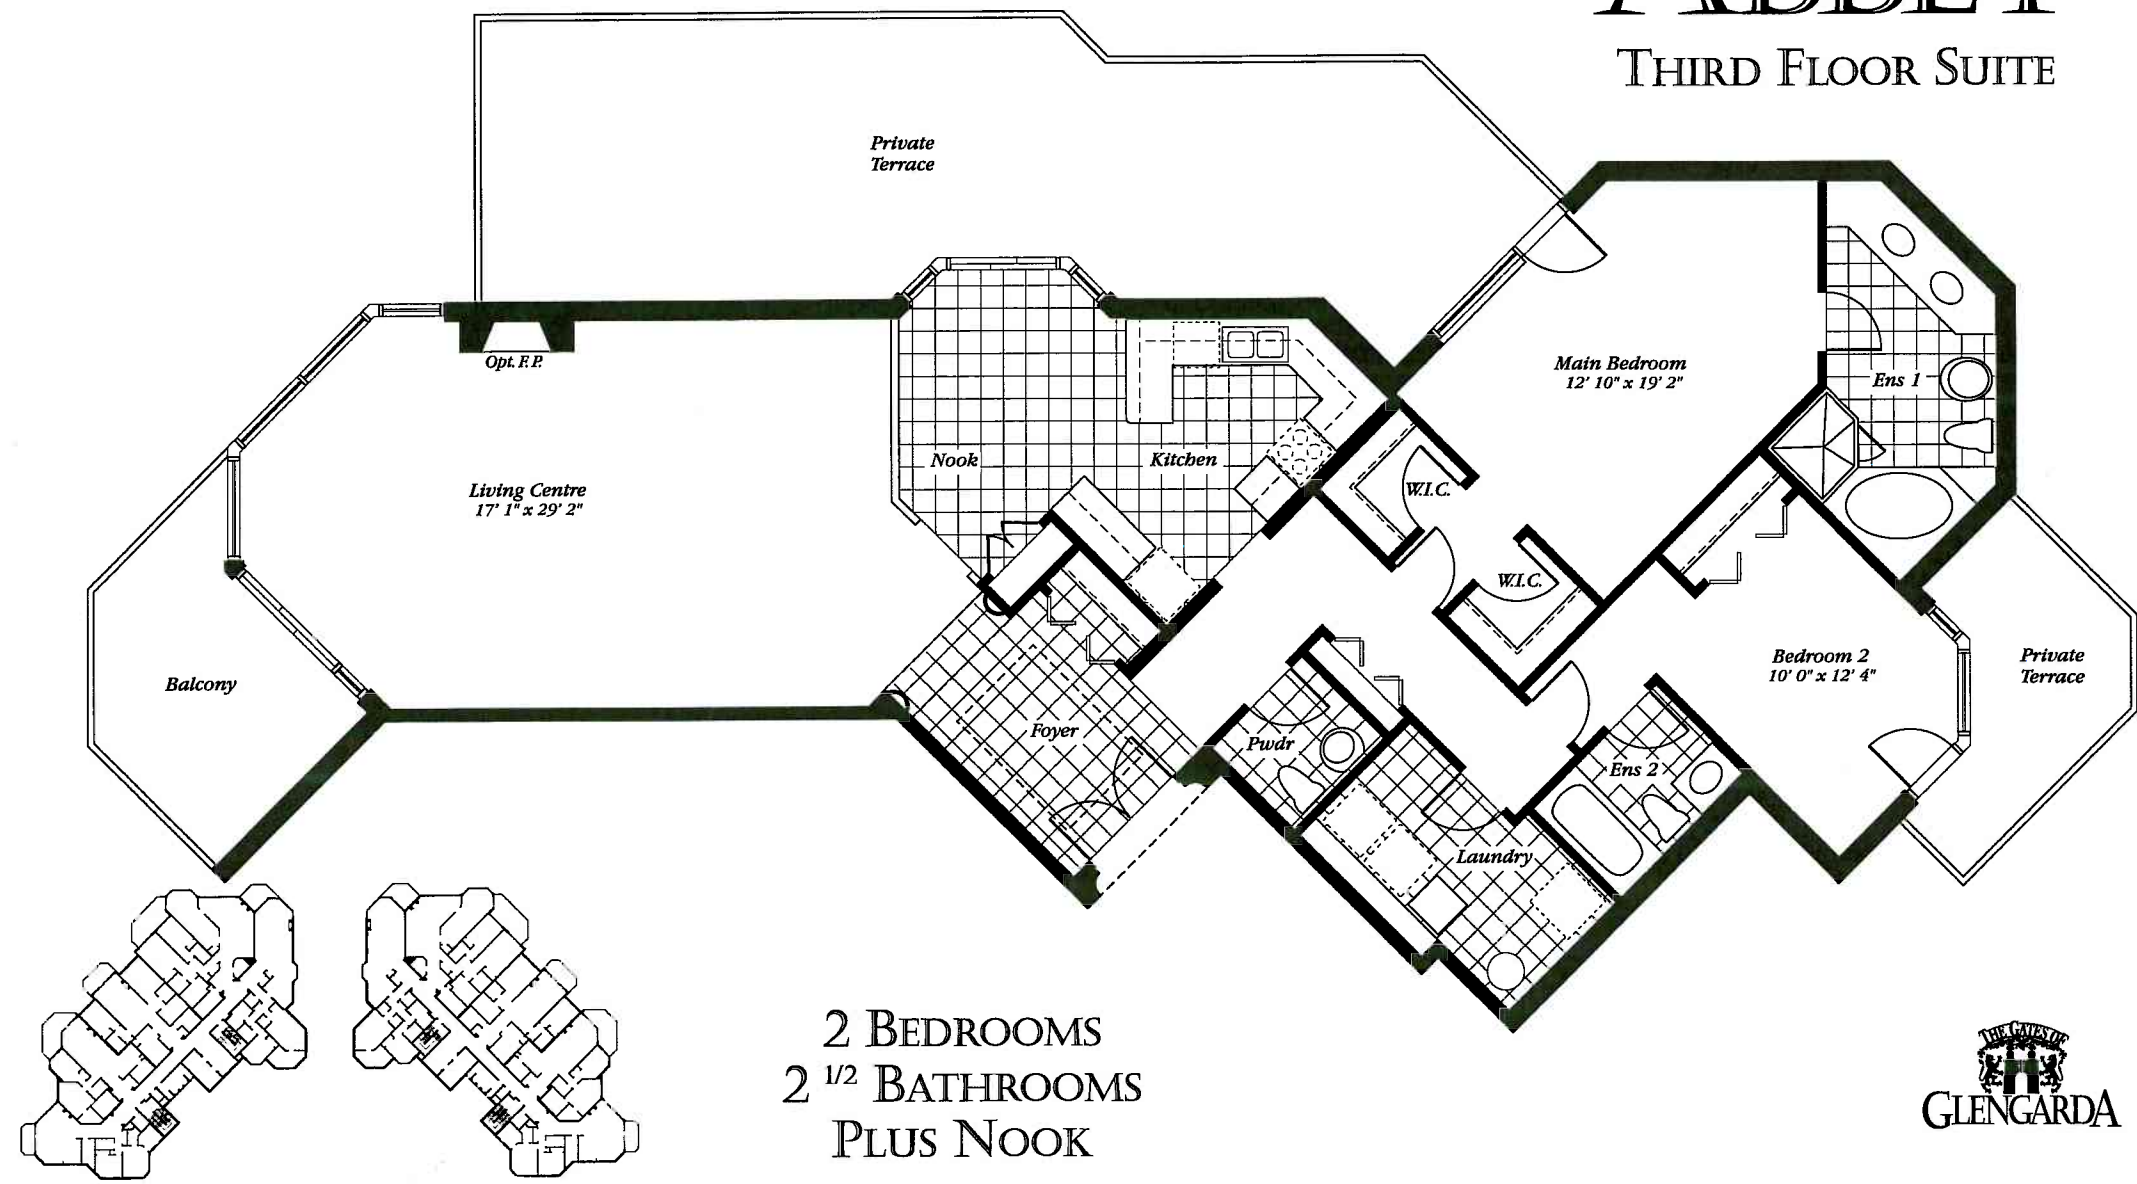 THIRD FLOOR SUITE
Private
Terrace
Opt. F.P.
Main Bedroom
12' 10" x 19' 2"
Ens 1
Nook
Kitchen
Living Centre
17' 1" x 29' 2"
W.I.C.
W.I.C.
Bedroom 2
10' 0" x 12' 4"
Private
Terrace
Balcony
Foyer
Pwdr
Ens 2
Laundry
2 BEDROOMS
2 1/2 BATHROOMS
PLUS NOOK
THE GATES OF
GLENGARDA